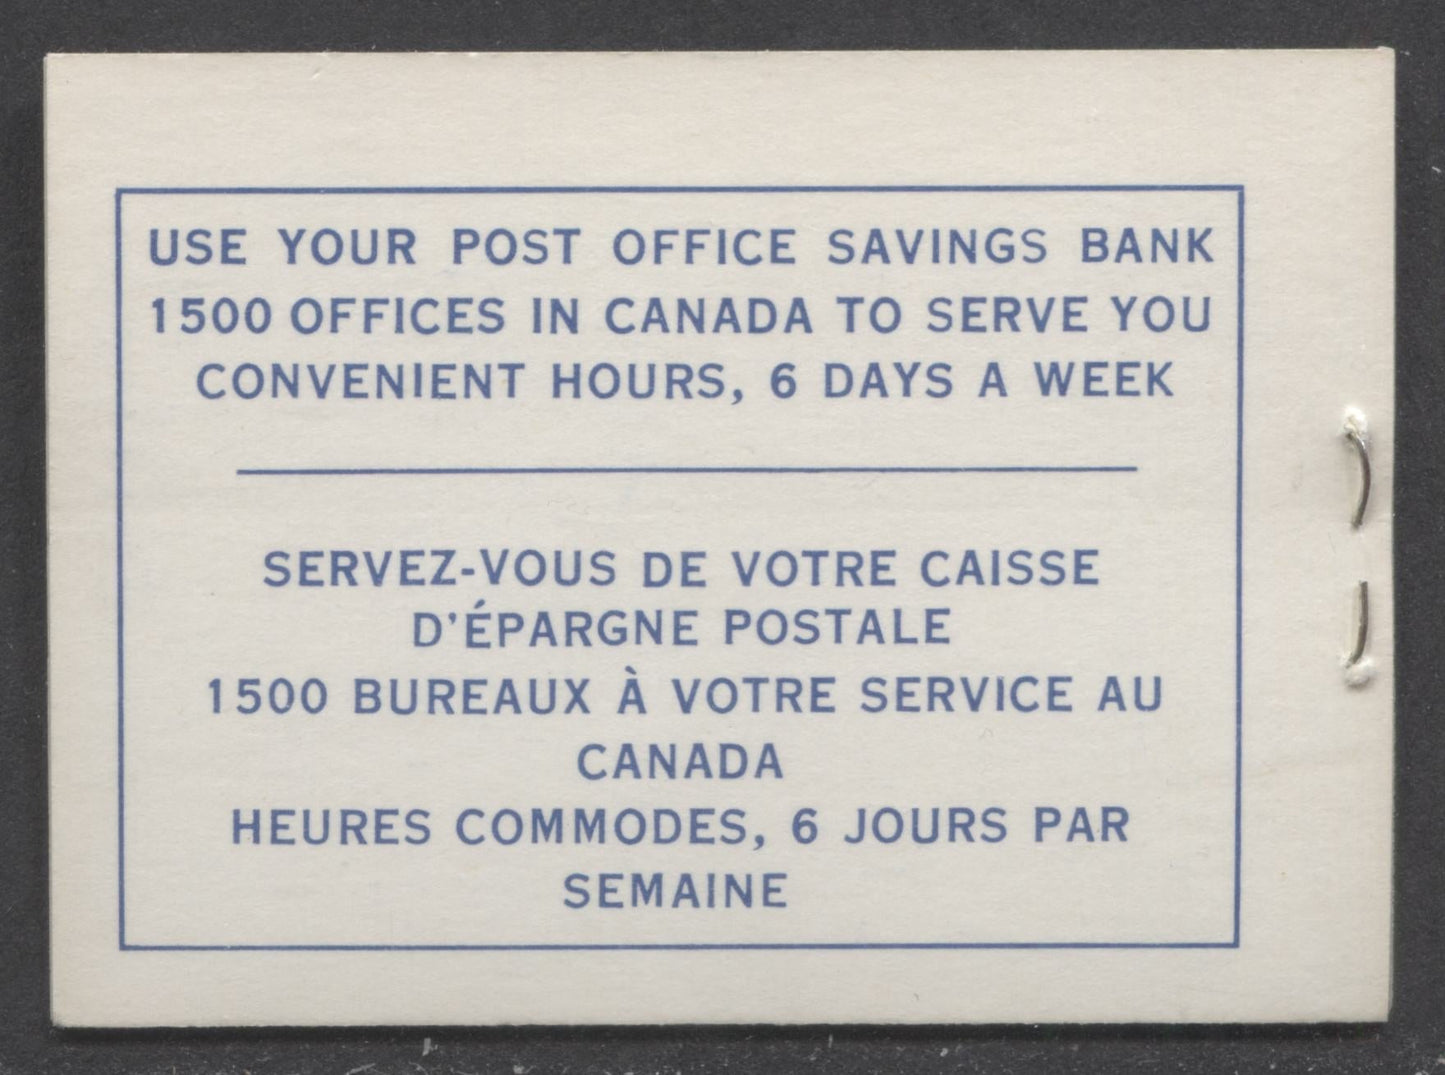 USE YOUR POST OFFICE SAVINGS BANK
1500 OFFICES IN CANADA TO SERVE YOU
CONVENIENT HOURS, 6 DAYS A WEEK
SERVEZ-VOUS DE VOTRE CAISSE
D'ÉPARGNE POSTALE
1500 BUREAUX À VOTRE SERVICE AU
CANADA
HEURES COMMODES, 6 JOURS PAR
SEMAINE